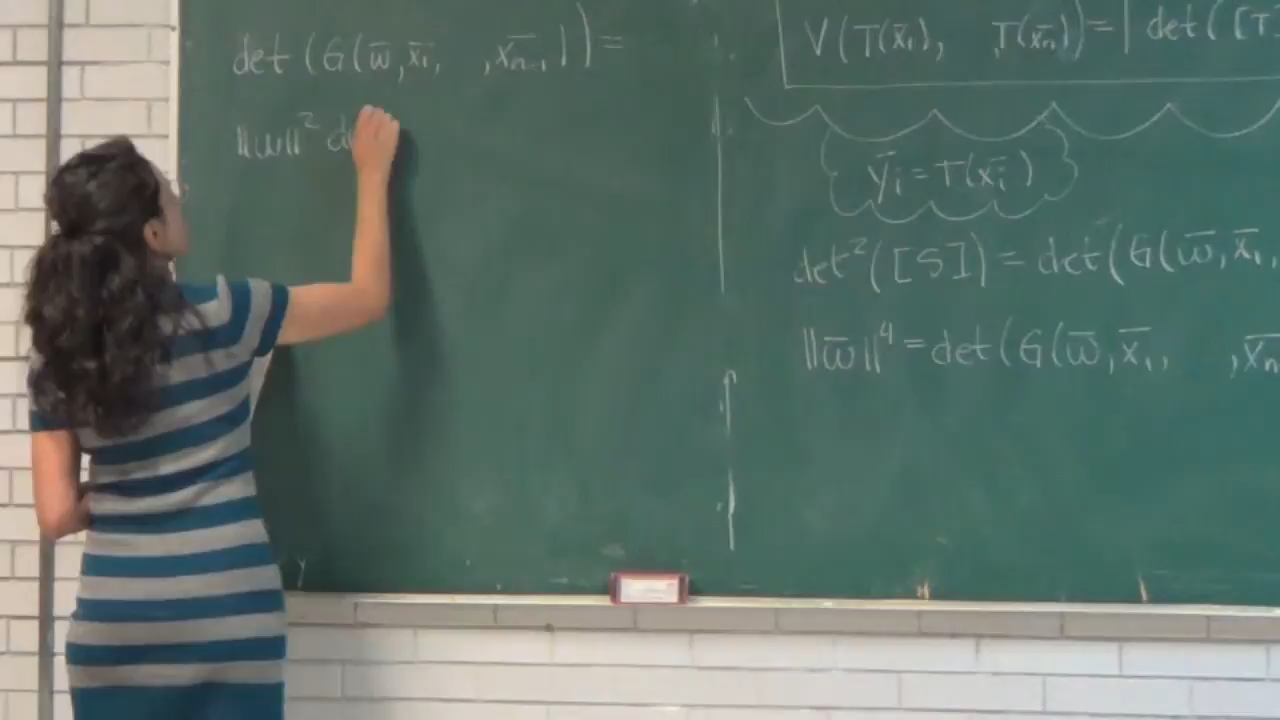 det(G(w̄,x̄₁, ,x̄ₙ₋₁))=
||w||² d
V(T(x̄₁), ,T(x̄ₙ))=|det([T
ȳᵢ=T(x̄ᵢ)
det²([S])=det(G(w̄,x̄₁,
||w̄||⁴=det(G(w̄,x̄₁, ,x̄ₙ